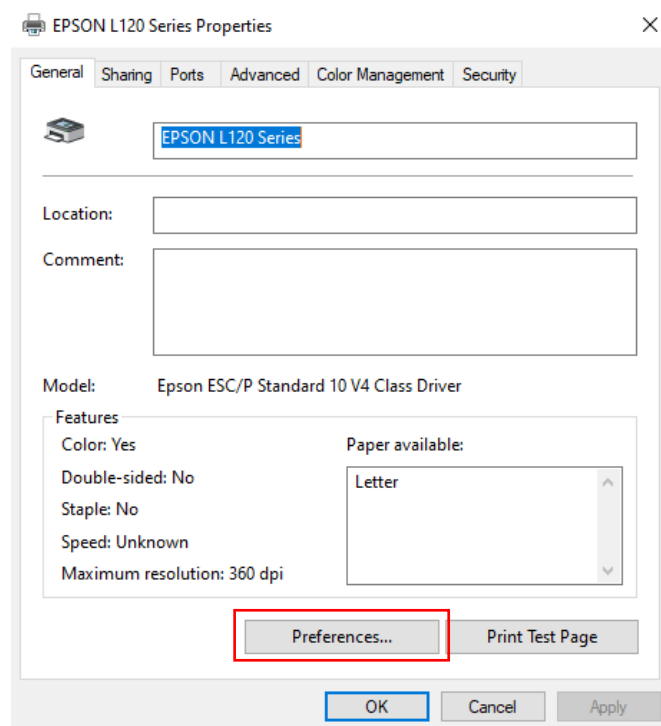 EPSON L120 Series Properties
General Sharing Ports Advanced Color Management Security
EPSON L120 Series
Location:
Comment:
Model: Epson ESC/P Standard 10 V4 Class Driver
Features
Color: Yes
Paper available:
Double-sided: No
Letter
Staple: No
Speed: Unknown
Maximum resolution: 360 dpi
Preferences... Print Test Page
OK Cancel Apply